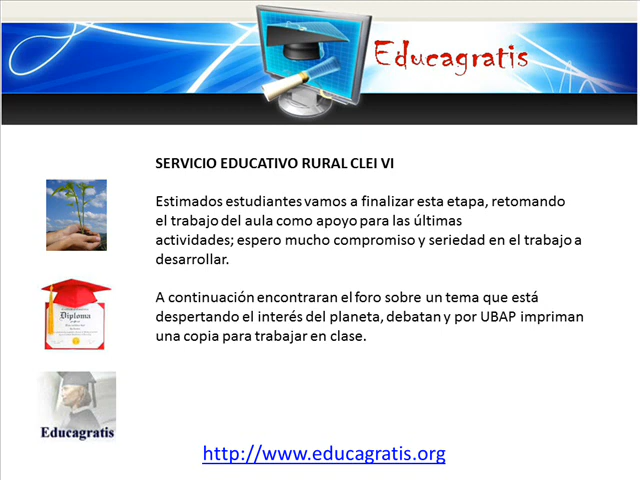 Educagratis
SERVICIO EDUCATIVO RURAL CLEI VI
Estimados estudiantes vamos a finalizar esta etapa, retomando
el trabajo del aula como apoyo para las últimas
actividades; espero mucho compromiso y seriedad en el trabajo a
desarrollar.
A continuación encontraran el foro sobre un tema que está
despertando el interés del planeta, debatan y por UBAP impriman
una copia para trabajar en clase.
Diploma
Educagratis
http://www.educagratis.org